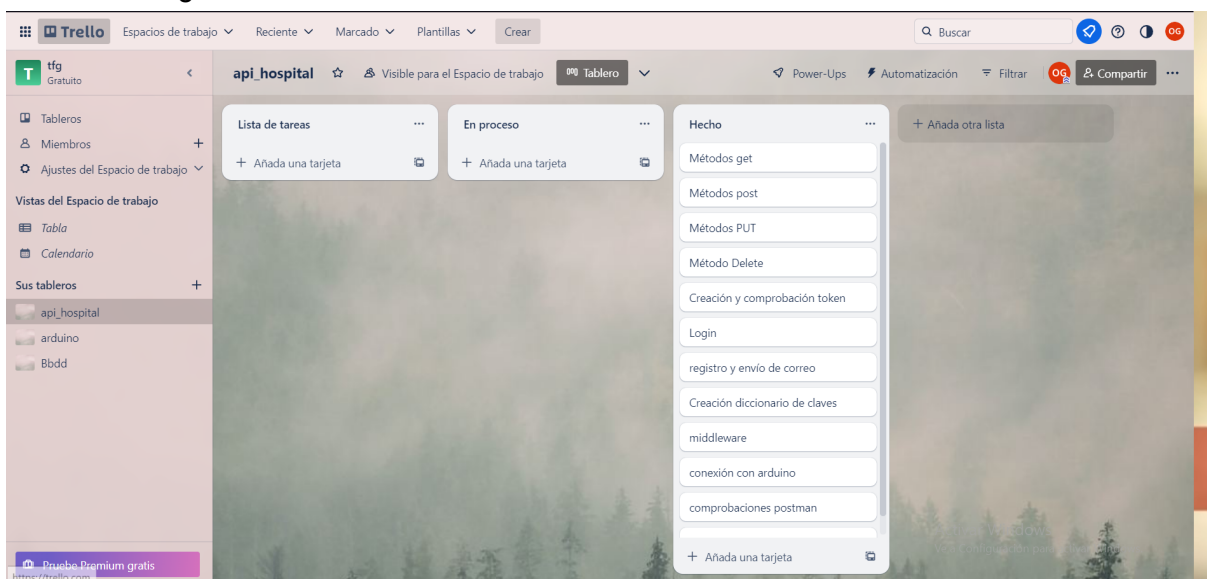 Trello Espacios de trabajo Reciente Marcado Plantillas Crear Buscar OG
T tfg
Gratuito
api_hospital Visible para el Espacio de trabajo Tablero Power-Ups Automatización Filtrar OG Compartir
Tableros
Miembros
Ajustes del Espacio de trabajo
Vistas del Espacio de trabajo
Tabla
Calendario
Sus tableros
api_hospital
arduino
Bbdd
Pruebe Premium gratis
https://trello.com
Lista de tareas
+ Añada una tarjeta
En proceso
+ Añada una tarjeta
Hecho
Métodos get
Métodos post
Métodos PUT
Método Delete
Creación y comprobación token
Login
registro y envío de correo
Creación diccionario de claves
middleware
conexión con arduino
comprobaciones postman
+ Añada una tarjeta
+ Añada otra lista